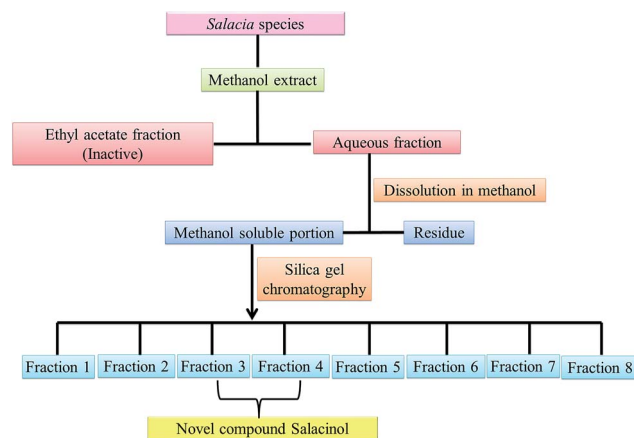 Salacia species
Methanol extract
Ethyl acetate fraction
(Inactive)
Aqueous fraction
Dissolution in methanol
Methanol soluble portion
Residue
Silica gel
chromatography
Fraction 1
Fraction 2
Fraction 3
Fraction 4
Fraction 5
Fraction 6
Fraction 7
Fraction 8
Novel compound Salacinol